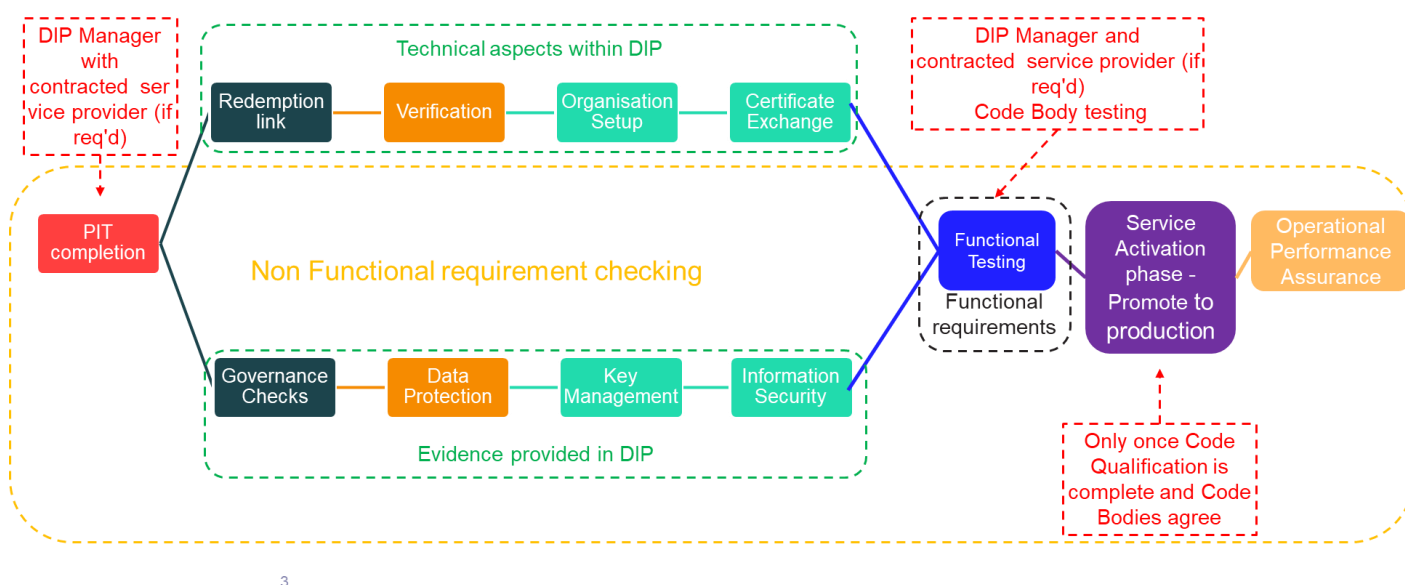 DIP Manager
with
contracted ser
vice provider (if
req'd)
Technical aspects within DIP
Redemption
link
Verification
Organisation
Setup
Certificate
Exchange
DIP Manager and
contracted service provider (if
req'd)
Code Body testing
PIT
completion
Non Functional requirement checking
Functional
Testing
Functional
requirements
Service
Activation
phase -
Promote to
production
Operational
Performance
Assurance
Governance
Checks
Data
Protection
Key
Management
Information
Security
Evidence provided in DIP
Only once Code
Qualification is
complete and Code
Bodies agree
3